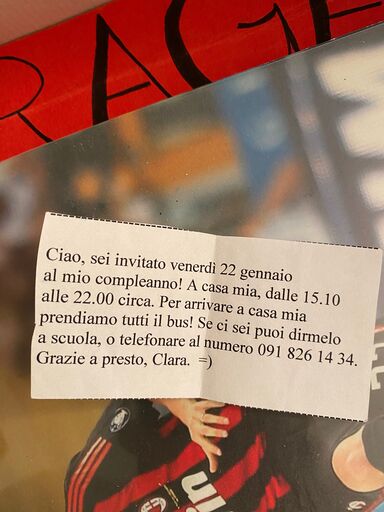 RAGA
Ciao, sei invitato venerdì 22 gennaio
al mio compleanno! A casa mia, dalle 15.10
alle 22.00 circa. Per arrivare a casa mia
prendiamo tutti il bus! Se ci sei puoi dirmelo
a scuola, o telefonare al numero 091 826 14 34.
Grazie a presto, Clara.  =)